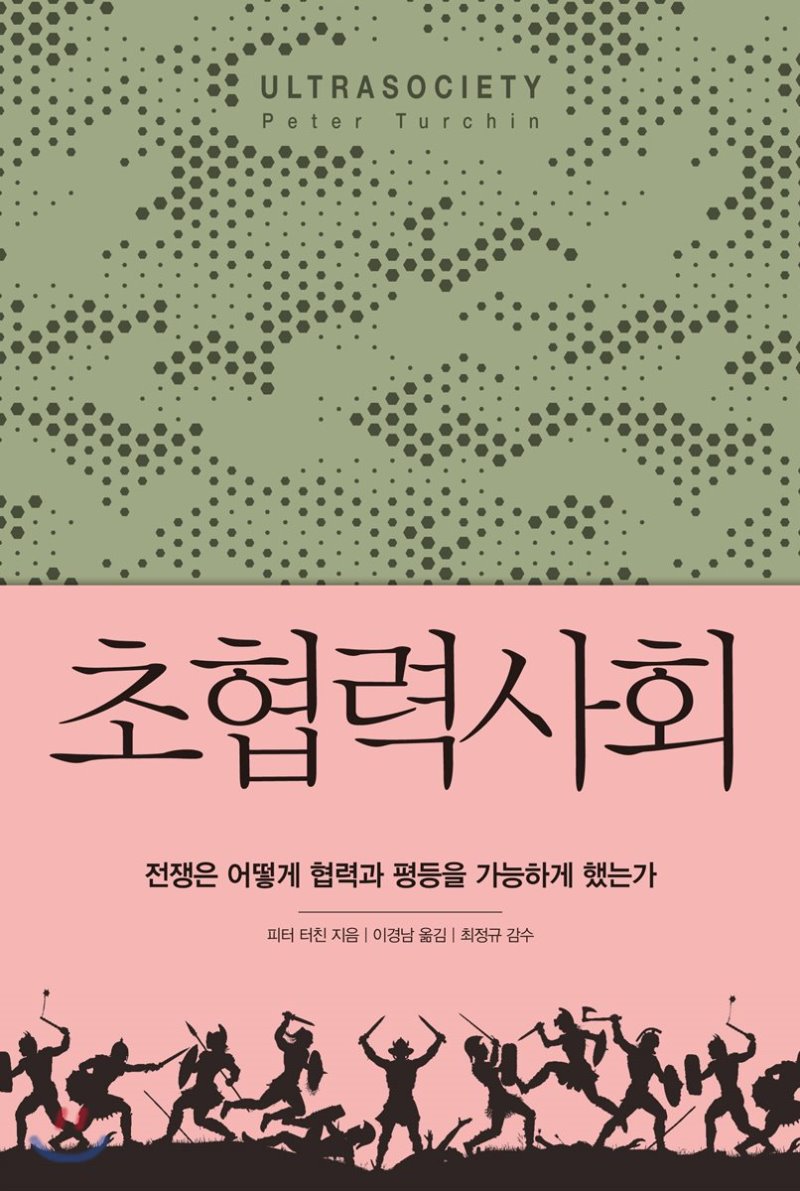 ULTRASOCIETY
Peter Turchin
초협력사회
전쟁은 어떻게 협력과 평등을 가능하게 했는가
피터 터친 지음 | 이경남 옮김 | 최정규 감수